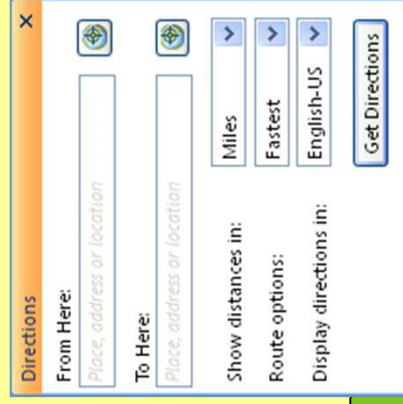 Directions
From Here:
Place, address or location
To Here:
Place, address or location
Show distances in: Miles
Route options: Fastest
Display directions in: English-US
Get Directions